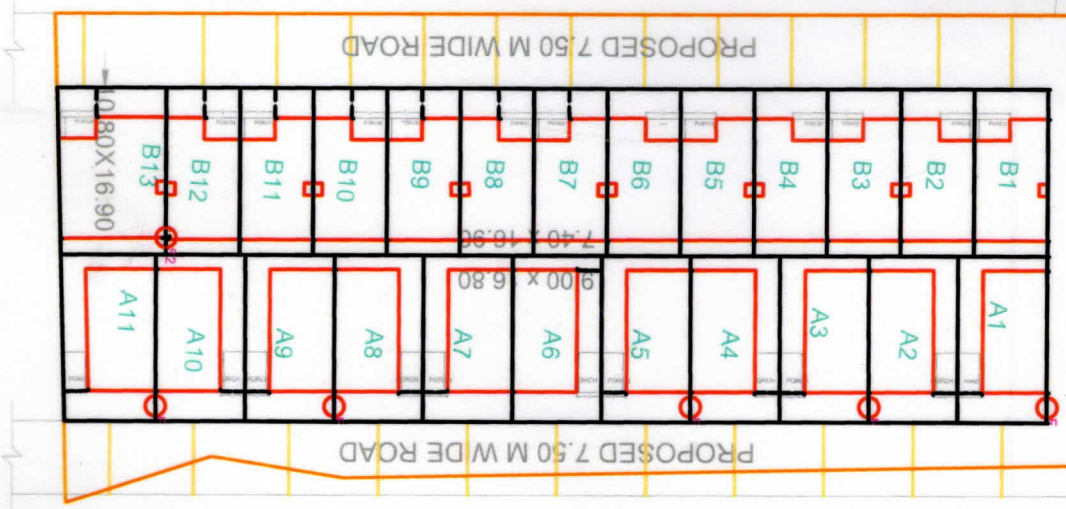 PROPOSED 7.50 M WIDE ROAD
10.80X16.90
B13 B12 B11 B10 B9 B8 B7 B6 B5 B4 B3 B2 B1
7.40 x 16.90
9.00 x 16.80
A11 A10 A9 A8 A7 A6 A5 A4 A3 A2 A1
PROPOSED 7.50 M WIDE ROAD